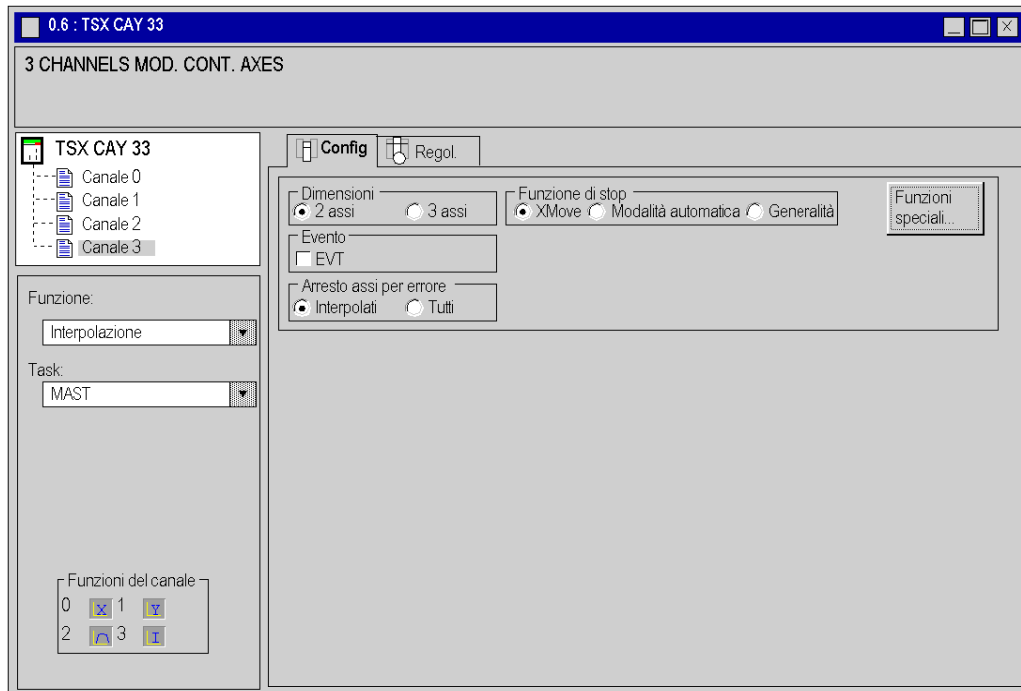 0.6 : TSX CAY 33
3 CHANNELS MOD. CONT. AXES
TSX CAY 33
Canale 0
Canale 1
Canale 2
Canale 3
Funzione:
Interpolazione
Task:
MAST
Funzioni del canale
0 X 1 Y
2 3 I
Config Regol.
Dimensioni
2 assi 3 assi
Funzione di stop
XMove Modalità automatica Generalità
Funzioni
speciali...
Evento
EVT
Arresto assi per errore
Interpolati Tutti